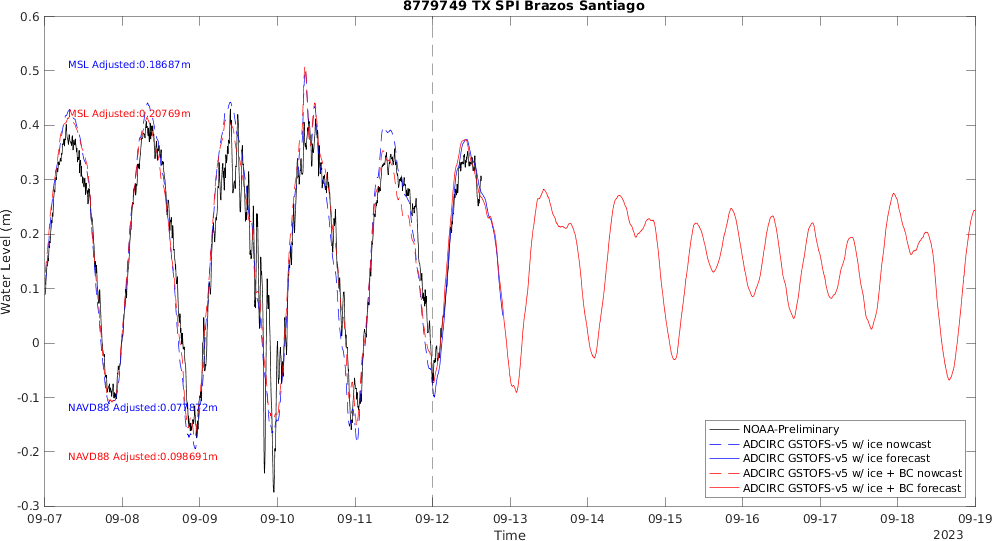 8779749 TX SPI Brazos Santiago
0.6
0.5
0.4
0.3
0.2
0.1
0
-0.1
-0.2
-0.3
Water Level (m)
MSL Adjusted:0.18687m
MSL Adjusted:0.20769m
NAVD88 Adjusted:0.077872m
NAVD88 Adjusted:0.098691m
NOAA-Preliminary
ADCIRC GSTOFS-v5 w/ ice nowcast
ADCIRC GSTOFS-v5 w/ ice forecast
ADCIRC GSTOFS-v5 w/ ice + BC nowcast
ADCIRC GSTOFS-v5 w/ ice + BC forecast
09-07 09-08 09-09 09-10 09-11 09-12 09-13 09-14 09-15 09-16 09-17 09-18 09-19
Time
2023